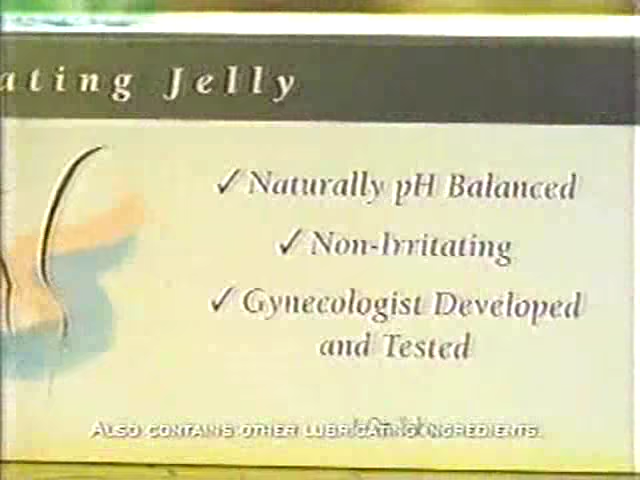 ating Jelly
✓ Naturally pH Balanced
✓ Non-Irritating
✓ Gynecologist Developed
and Tested
ALSO CONTAINS OTHER LUBRICATING INGREDIENTS.